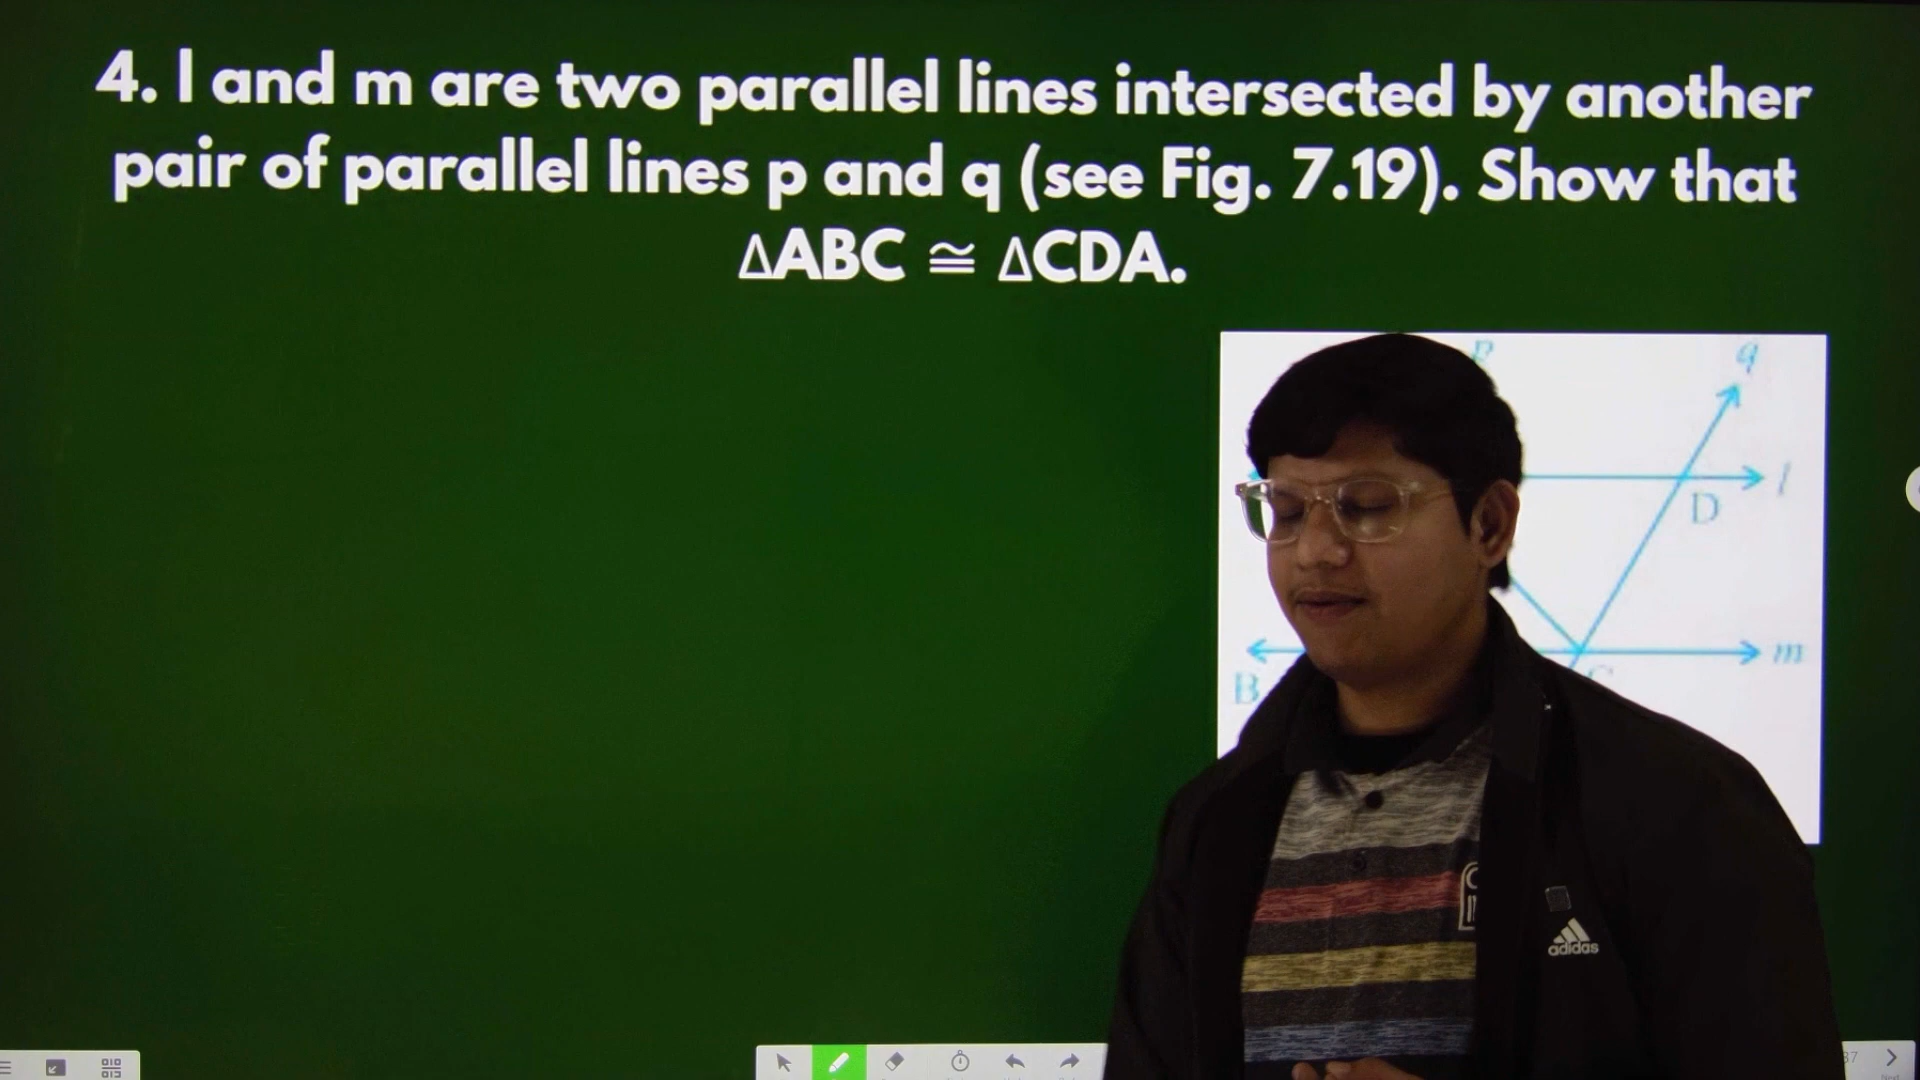 4. l and m are two parallel lines intersected by another
pair of parallel lines p and q (see Fig. 7.19). Show that
ΔABC ≅ ΔCDA.
q
l
D
m
B
adidas